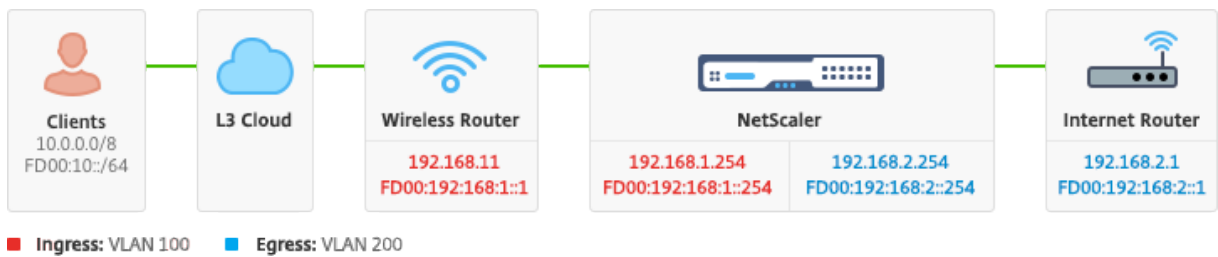 Clients
10.0.0.0/8
FD00:10::/64
L3 Cloud
Wireless Router
192.168.11
FD00:192:168:1::1
NetScaler
192.168.1.254
FD00:192:168:1::254
192.168.2.254
FD00:192:168:2::254
Internet Router
192.168.2.1
FD00:192:168:2::1
Ingress: VLAN 100
Egress: VLAN 200